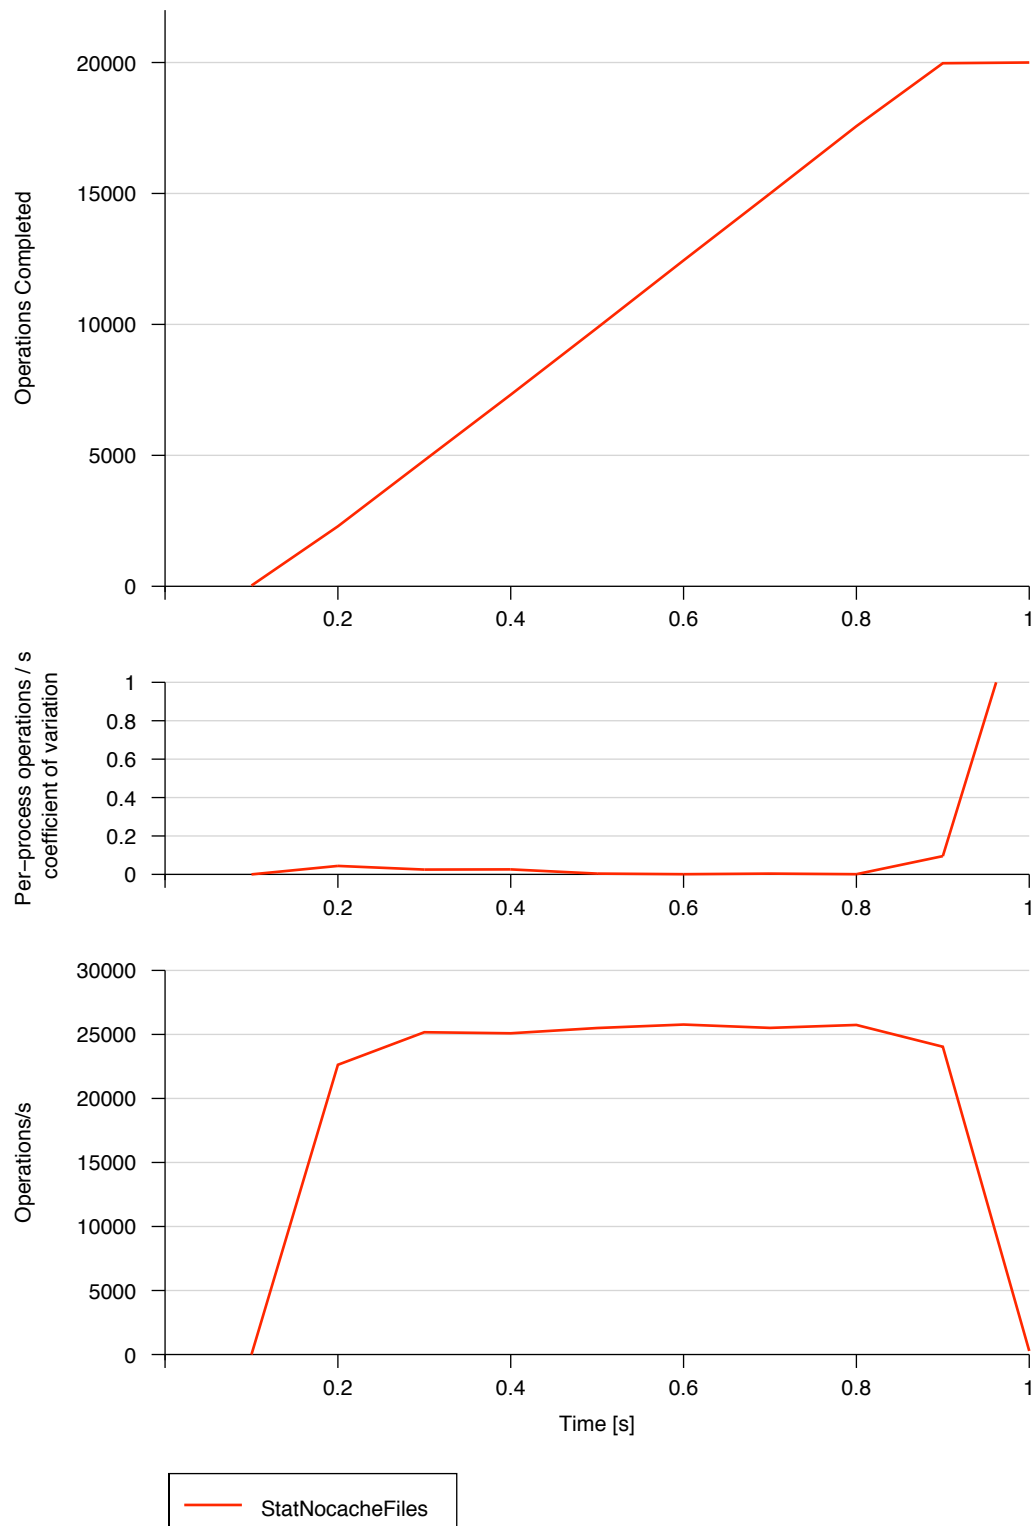 20000
15000
10000
5000
0
Operations Completed
0.2 0.4 0.6 0.8 1
Per-process operations / s
coefficient of variation
1
0.8
0.6
0.4
0.2
0
0.2 0.4 0.6 0.8 1
30000
25000
20000
15000
10000
5000
0
Operations/s
0.2 0.4 0.6 0.8 1
Time [s]
StatNocacheFiles